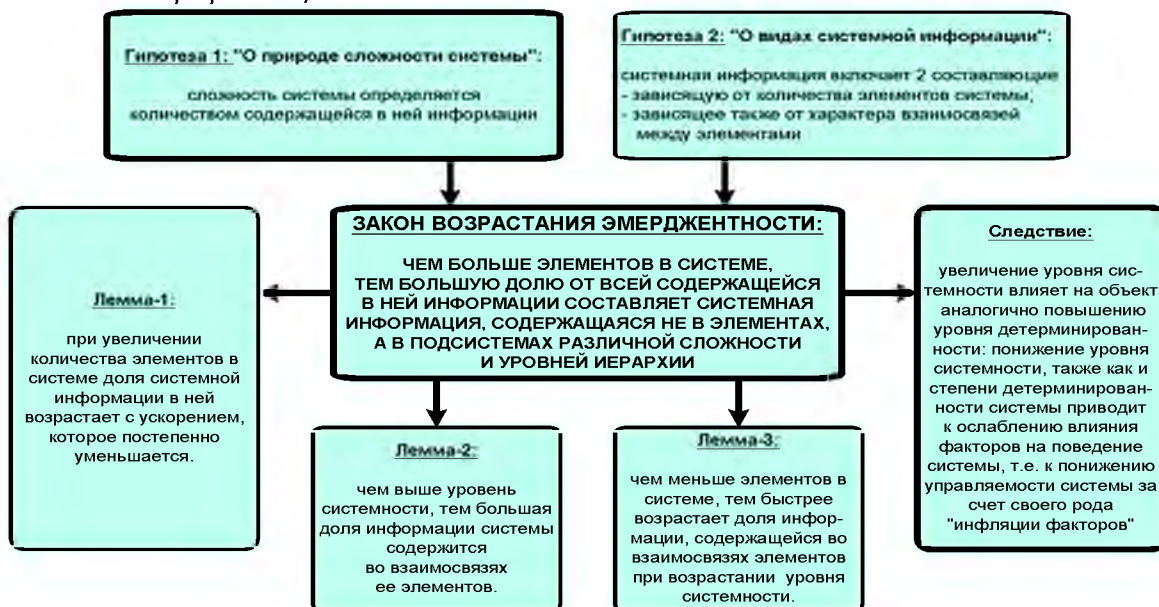 Гипотеза 1: "О природе сложности системы":
сложность системы определяется
количеством содержащейся в ней информации
Гипотеза 2: "О видах системной информации":
системная информация включает 2 составляющие
- зависящую от количества элементов системы,
- зависящее также от характера взаимосвязей
между элементами
ЗАКОН ВОЗРАСТАНИЯ ЭМЕРДЖЕНТНОСТИ:
ЧЕМ БОЛЬШЕ ЭЛЕМЕНТОВ В СИСТЕМЕ,
ТЕМ БОЛЬШУЮ ДОЛЮ ОТ ВСЕЙ СОДЕРЖАЩЕЙСЯ
В НЕЙ ИНФОРМАЦИИ СОСТАВЛЯЕТ СИСТЕМНАЯ
ИНФОРМАЦИЯ, СОДЕРЖАЩАЯСЯ НЕ В ЭЛЕМЕНТАХ,
А В ПОДСИСТЕМАХ РАЗЛИЧНОЙ СЛОЖНОСТИ
И УРОВНЕЙ ИЕРАРХИИ
Лемма-1:
при увеличении
количества элементов в
системе доля системной
информации в ней
возрастает с ускорением,
которое постепенно
уменьшается.
Лемма-2:
чем выше уровень
системности, тем большая
доля информации системы
содержится
во взаимосвязях
ее элементов.
Лемма-3:
чем меньше элементов в
системе, тем быстрее
возрастает доля инфор-
мации, содержащейся во
взаимосвязях элементов
при возрастании уровня
системности.
Следствие:
увеличение уровня сис-
темности влияет на объект
аналогично повышению
уровня детерминирован-
ности: понижение уровня
системности, также как и
степени детерминирован-
ности системы приводит
к ослаблению влияния
факторов на поведение
системы, т.е. к понижению
управляемости системы за
счет своего рода
"инфляции факторов"